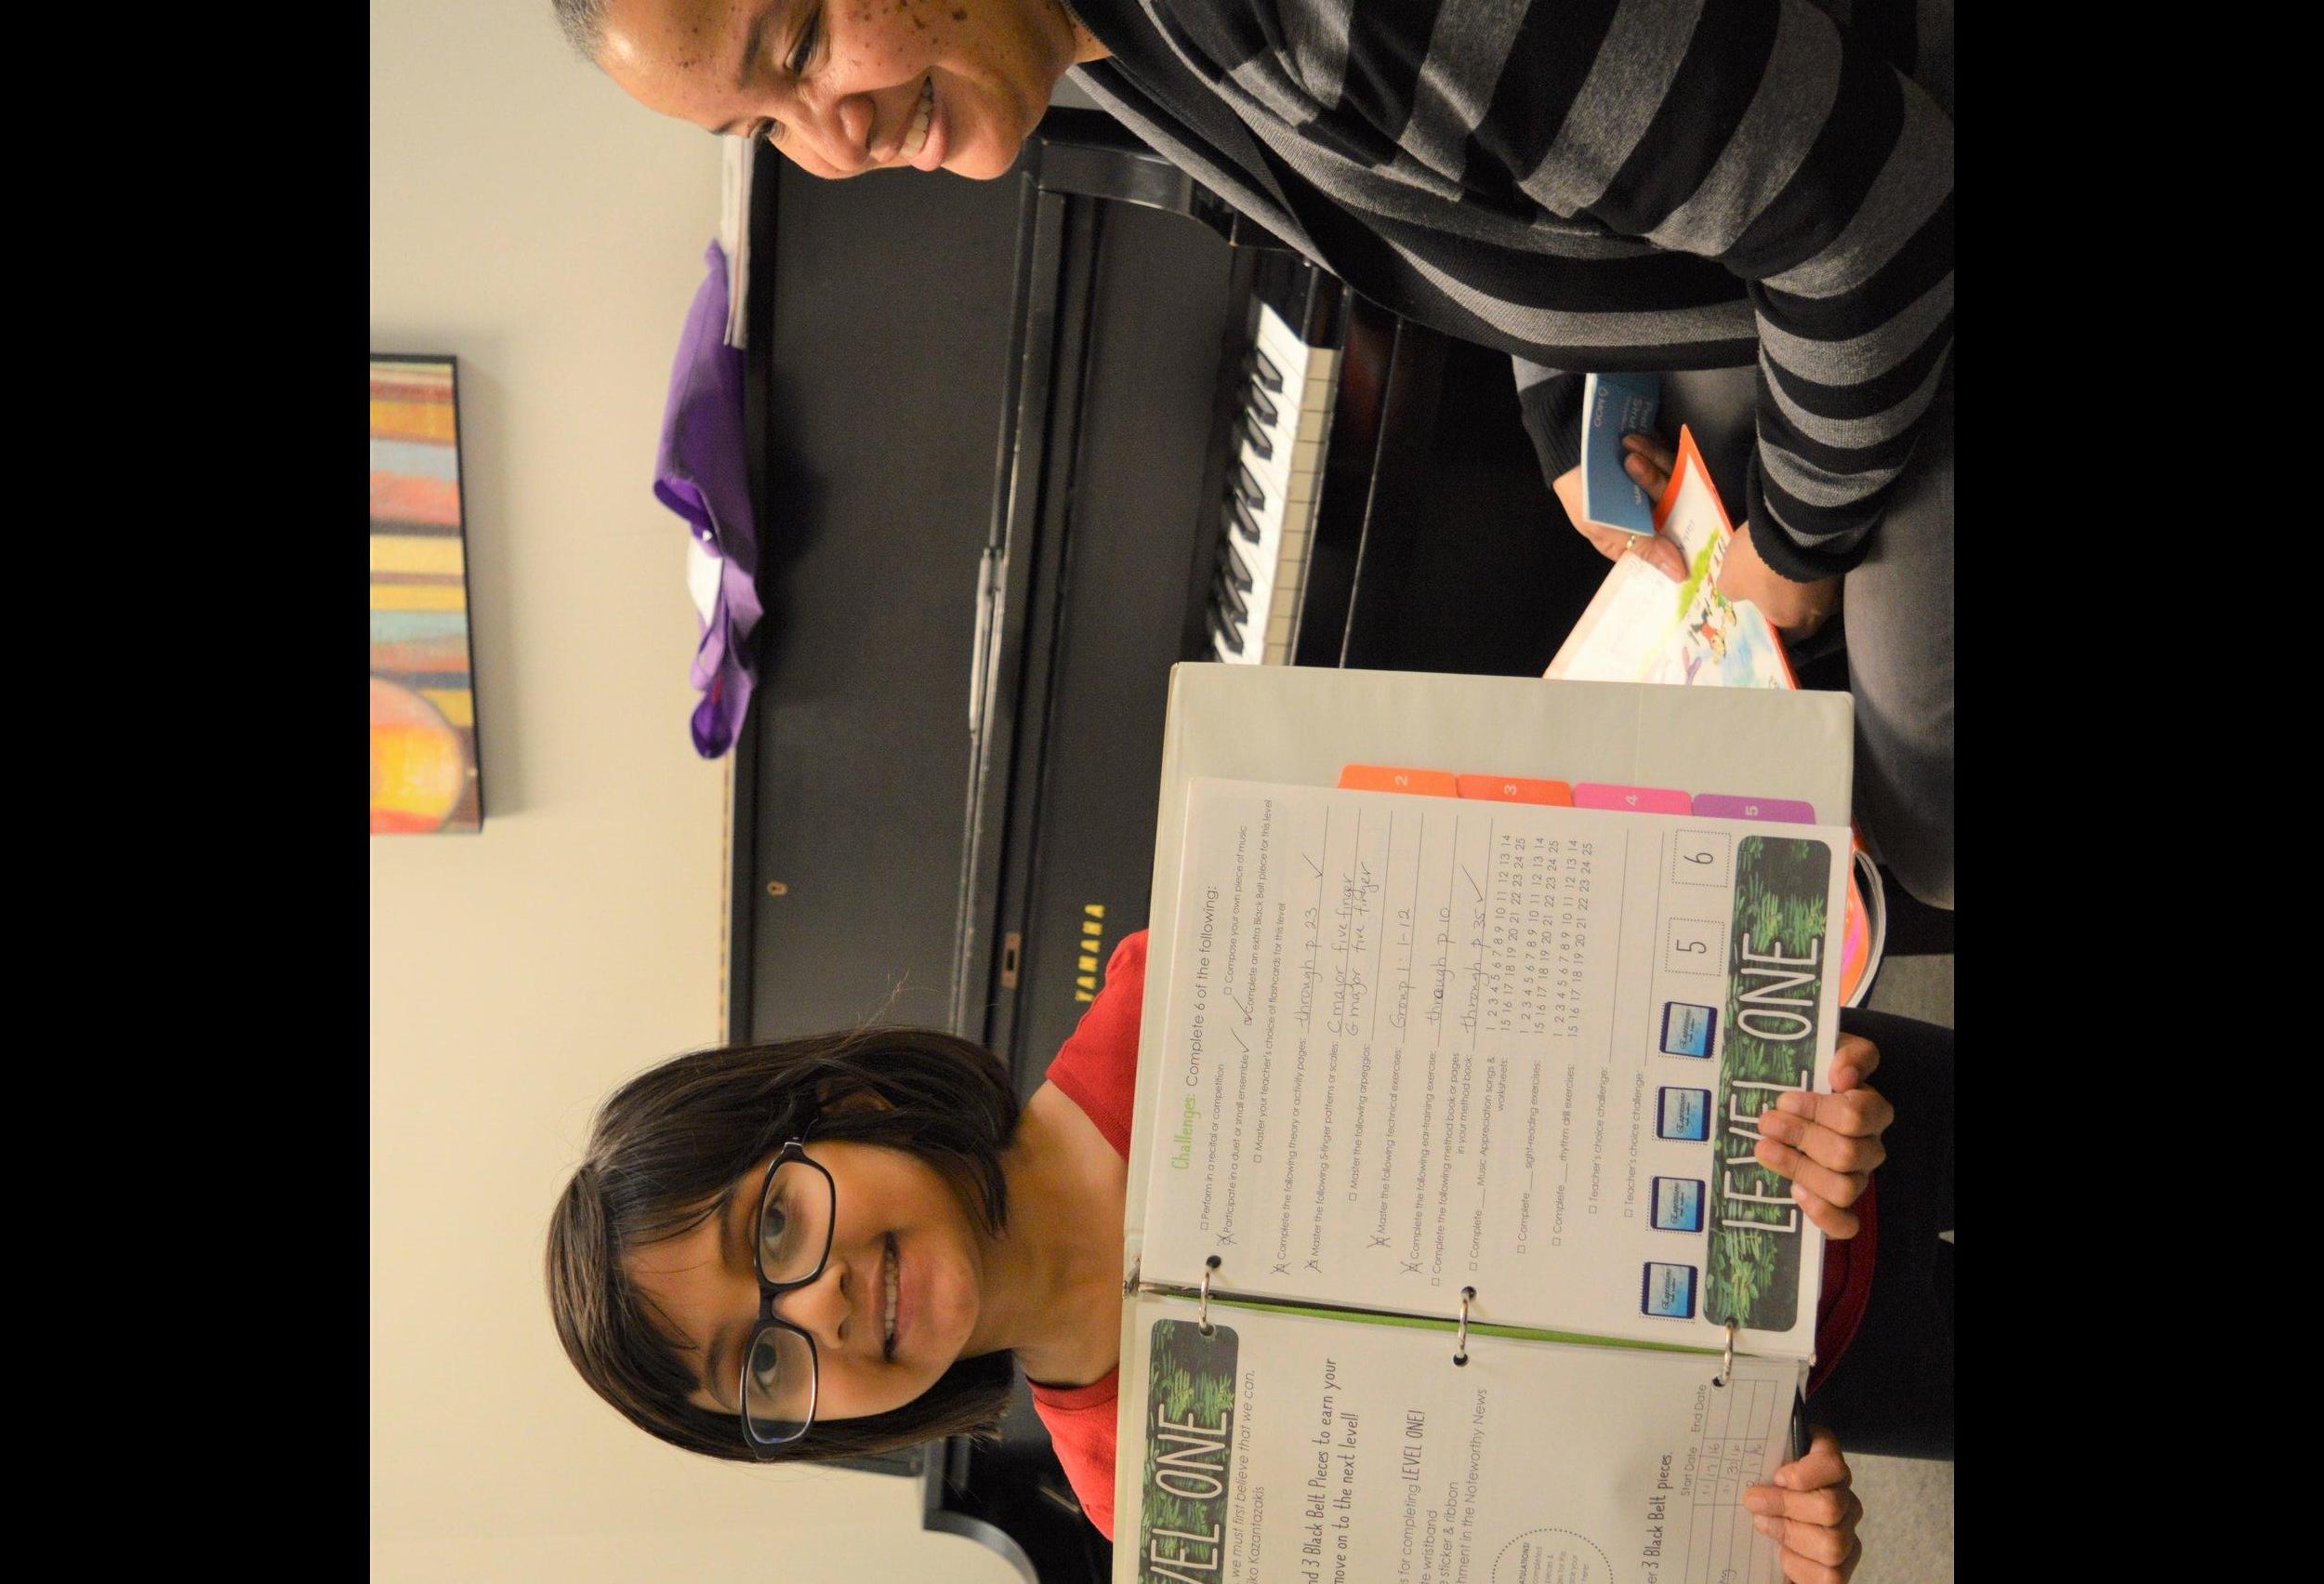 YAMAHA
LEVEL ONE
we must first believe that we can.
Kazantazakis
3 Black Belt Pieces to earn your
move on to the next level!
for completing LEVEL ONE!
wristband
sticker & ribbon
in the Noteworthy News
3 Black Belt pieces.
Start Date End Date
Challenges: Complete 6 of the following:
☐ Perform in a recital or competition
☐ Compose your own piece of music
X Participate in a duet or small ensemble ✓
✓ Complete an extra Black Belt piece for this level
☐ Master your teacher's choice of flashcards for this level
X Complete the following theory or activity pages: through p 23 ✓
X Master the following 5-finger patterns or scales: C major five finger
G major five finger
☐ Master the following arpeggios:
X Master the following technical exercises: Group 1: 1-12
X Complete the following ear-training exercise: through p 10
☐ Complete the following method book or pages
in your method book: through p 35 ✓
☐ Complete ___ Music Appreciation songs &
worksheets:
1 2 3 4 5 6 7 8 9 10 11 12 13 14
15 16 17 18 19 20 21 22 23 24 25
☐ Complete ___ sight-reading exercises:
1 2 3 4 5 6 7 8 9 10 11 12 13 14
15 16 17 18 19 20 21 22 23 24 25
☐ Complete ___ rhythm drill exercises:
1 2 3 4 5 6 7 8 9 10 11 12 13 14
15 16 17 18 19 20 21 22 23 24 25
☐ Teacher's choice challenge:
☐ Teacher's choice challenge:
5 6
LEVEL ONE
2
3
4
5